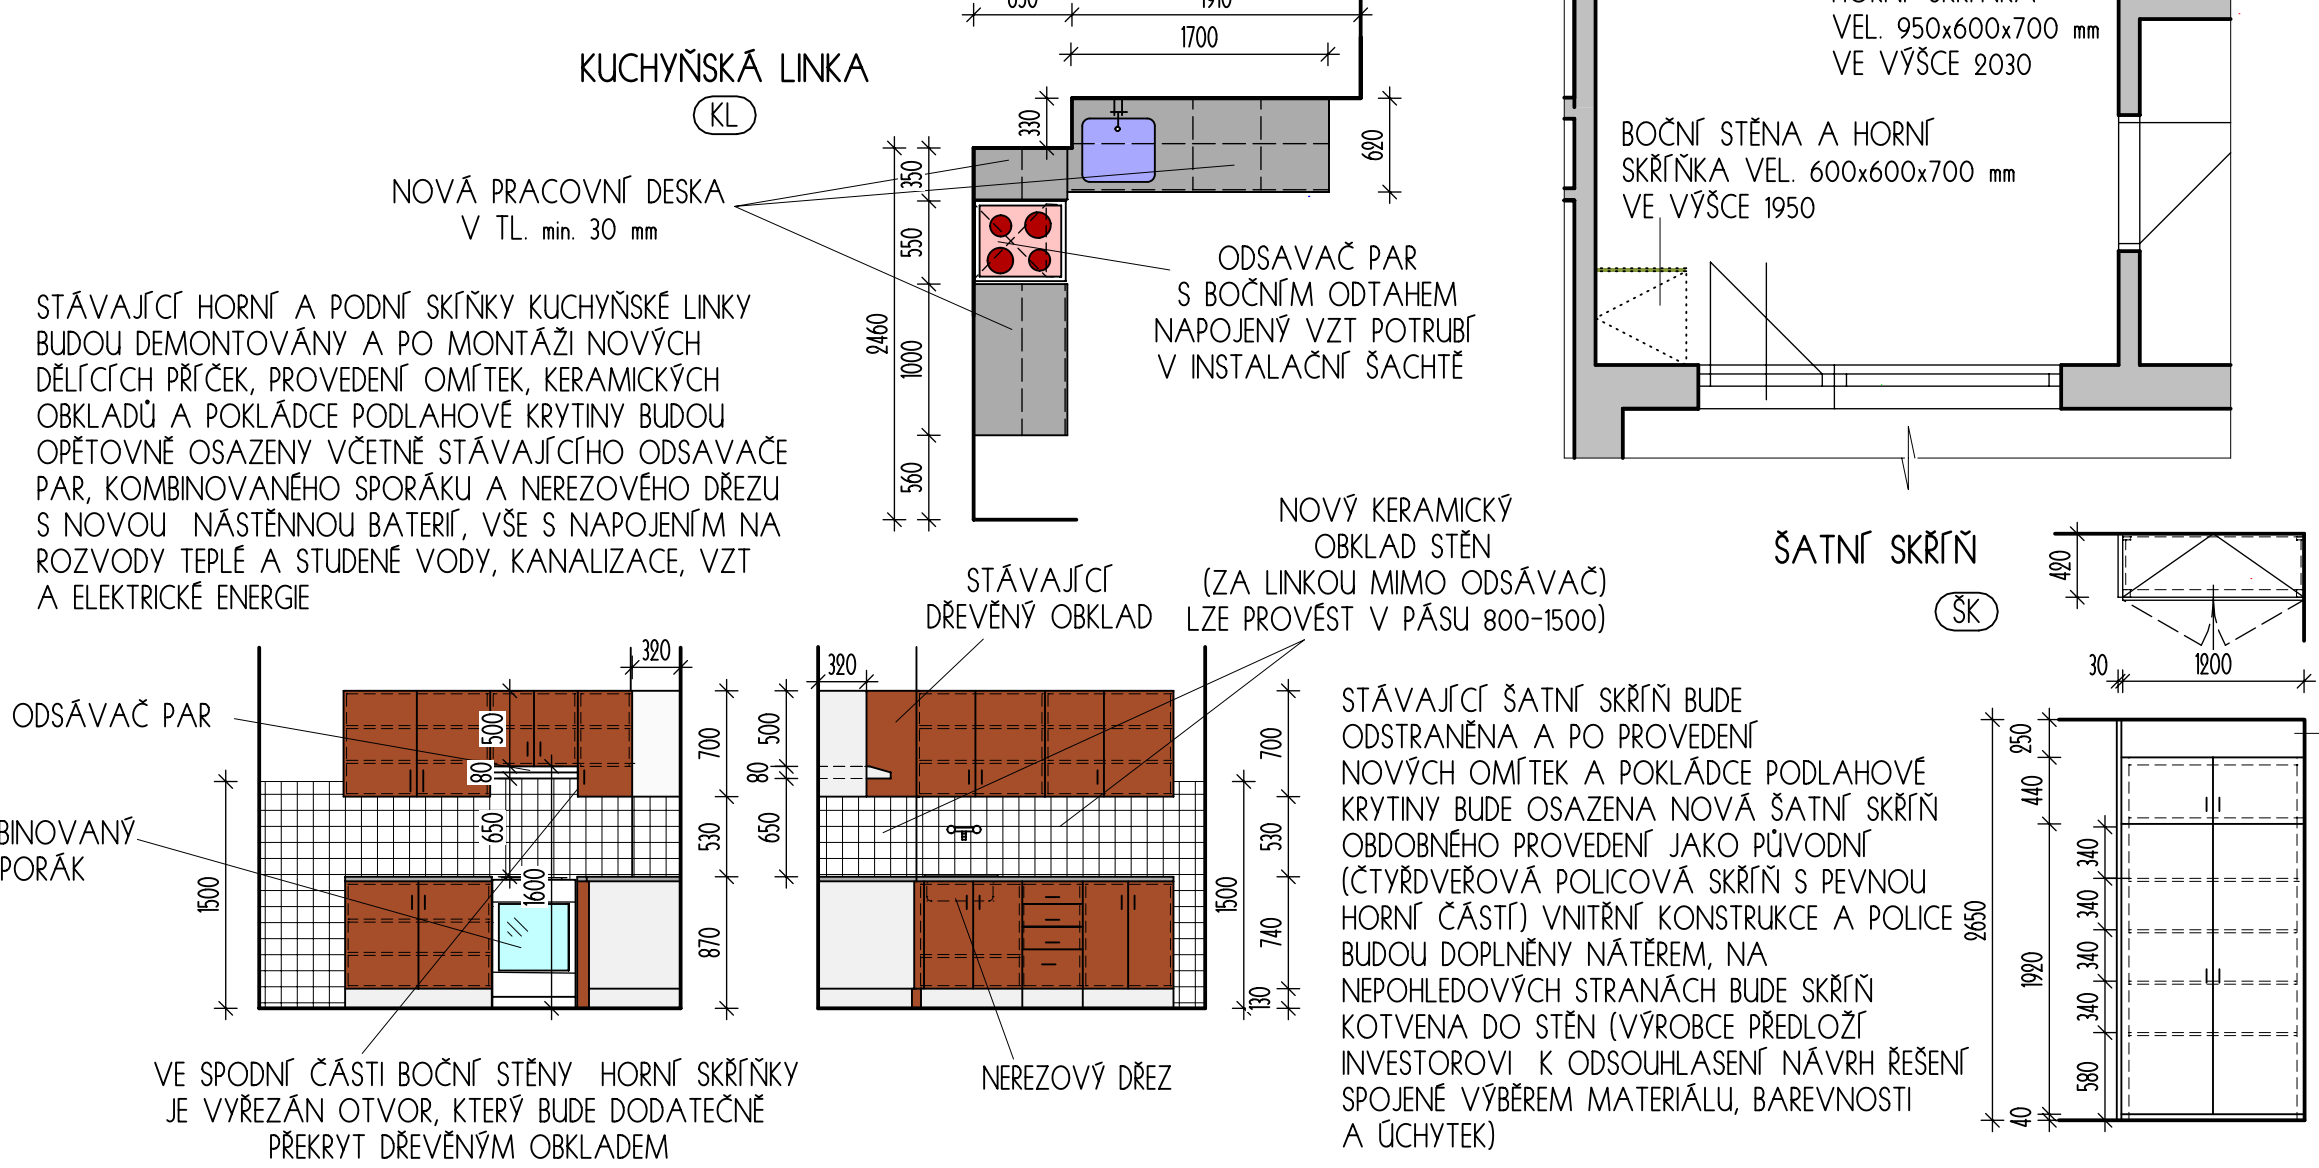 650
1910
1700
KUCHYŇSKÁ LINKA
KL
330
620
2460
350
550
1000
560
NOVÁ PRACOVNÍ DESKA
V TL. min. 30 mm
ODSAVAČ PAR
S BOČNÍM ODTAHEM
NAPOJENÝ VZT POTRUBÍ
V INSTALAČNÍ ŠACHTĚ
VEL. 950x600x700 mm
VE VÝŠCE 2030
BOČNÍ STĚNA A HORNÍ
SKŘÍŇKA VEL. 600x600x700 mm
VE VÝŠCE 1950
STÁVAJÍCÍ HORNÍ A PODNÍ SKÍŇKY KUCHYŇSKÉ LINKY
BUDOU DEMONTOVÁNY A PO MONTÁŽI NOVÝCH
DĚLÍCÍCH PŘÍČEK, PROVEDENÍ OMÍTEK, KERAMICKÝCH
OBKLADŮ A POKLÁDCE PODLAHOVÉ KRYTINY BUDOU
OPĚTOVNĚ OSAZENY VČETNĚ STÁVAJÍCÍHO ODSAVAČE
PAR, KOMBINOVANÉHO SPORÁKU A NEREZOVÉHO DŘEZU
S NOVOU NÁSTĚNNOU BATERIÍ, VŠE S NAPOJENÍM NA
ROZVODY TEPLÉ A STUDENÉ VODY, KANALIZACE, VZT
A ELEKTRICKÉ ENERGIE
STÁVAJÍCÍ
DŘEVĚNÝ OBKLAD
NOVÝ KERAMICKÝ
OBKLAD STĚN
(ZA LINKOU MIMO ODSÁVAČ)
LZE PROVÉST V PÁSU 800-1500)
ODSÁVAČ PAR
BINOVANÝ
PORÁK
320
500
80
650
1600
1500
700
530
870
VE SPODNÍ ČÁSTI BOČNÍ STĚNY HORNÍ SKŘÍŇKY
JE VYŘEZÁN OTVOR, KTERÝ BUDE DODATEČNĚ
PŘEKRYT DŘEVĚNÝM OBKLADEM
320
500
80
650
1500
700
530
740
130
NEREZOVÝ DŘEZ
ŠATNÍ SKŘÍŇ
ŠK
420
30
1200
STÁVAJÍCÍ ŠATNÍ SKŘÍŇ BUDE
ODSTRANĚNA A PO PROVEDENÍ
NOVÝCH OMÍTEK A POKLÁDCE PODLAHOVÉ
KRYTINY BUDE OSAZENA NOVÁ ŠATNÍ SKŘÍŇ
OBDOBNÉHO PROVEDENÍ JAKO PŮVODNÍ
(ČTYŘDVEŘOVÁ POLICOVÁ SKŘÍŇ S PEVNOU
HORNÍ ČÁSTÍ) VNITŘNÍ KONSTRUKCE A POLICE
BUDOU DOPLNĚNY NÁTĚREM, NA
NEPOHLEDOVÝCH STRANÁCH BUDE SKŘÍŇ
KOTVENA DO STĚN (VÝROBCE PŘEDLOŽÍ
INVESTOROVI K ODSOUHLASENÍ NÁVRH ŘEŠENÍ
SPOJENÉ VÝBĚREM MATERIÁLU, BAREVNOSTI
A ÚCHYTEK)
2650
250
440
1920
40
340
340
340
340
580